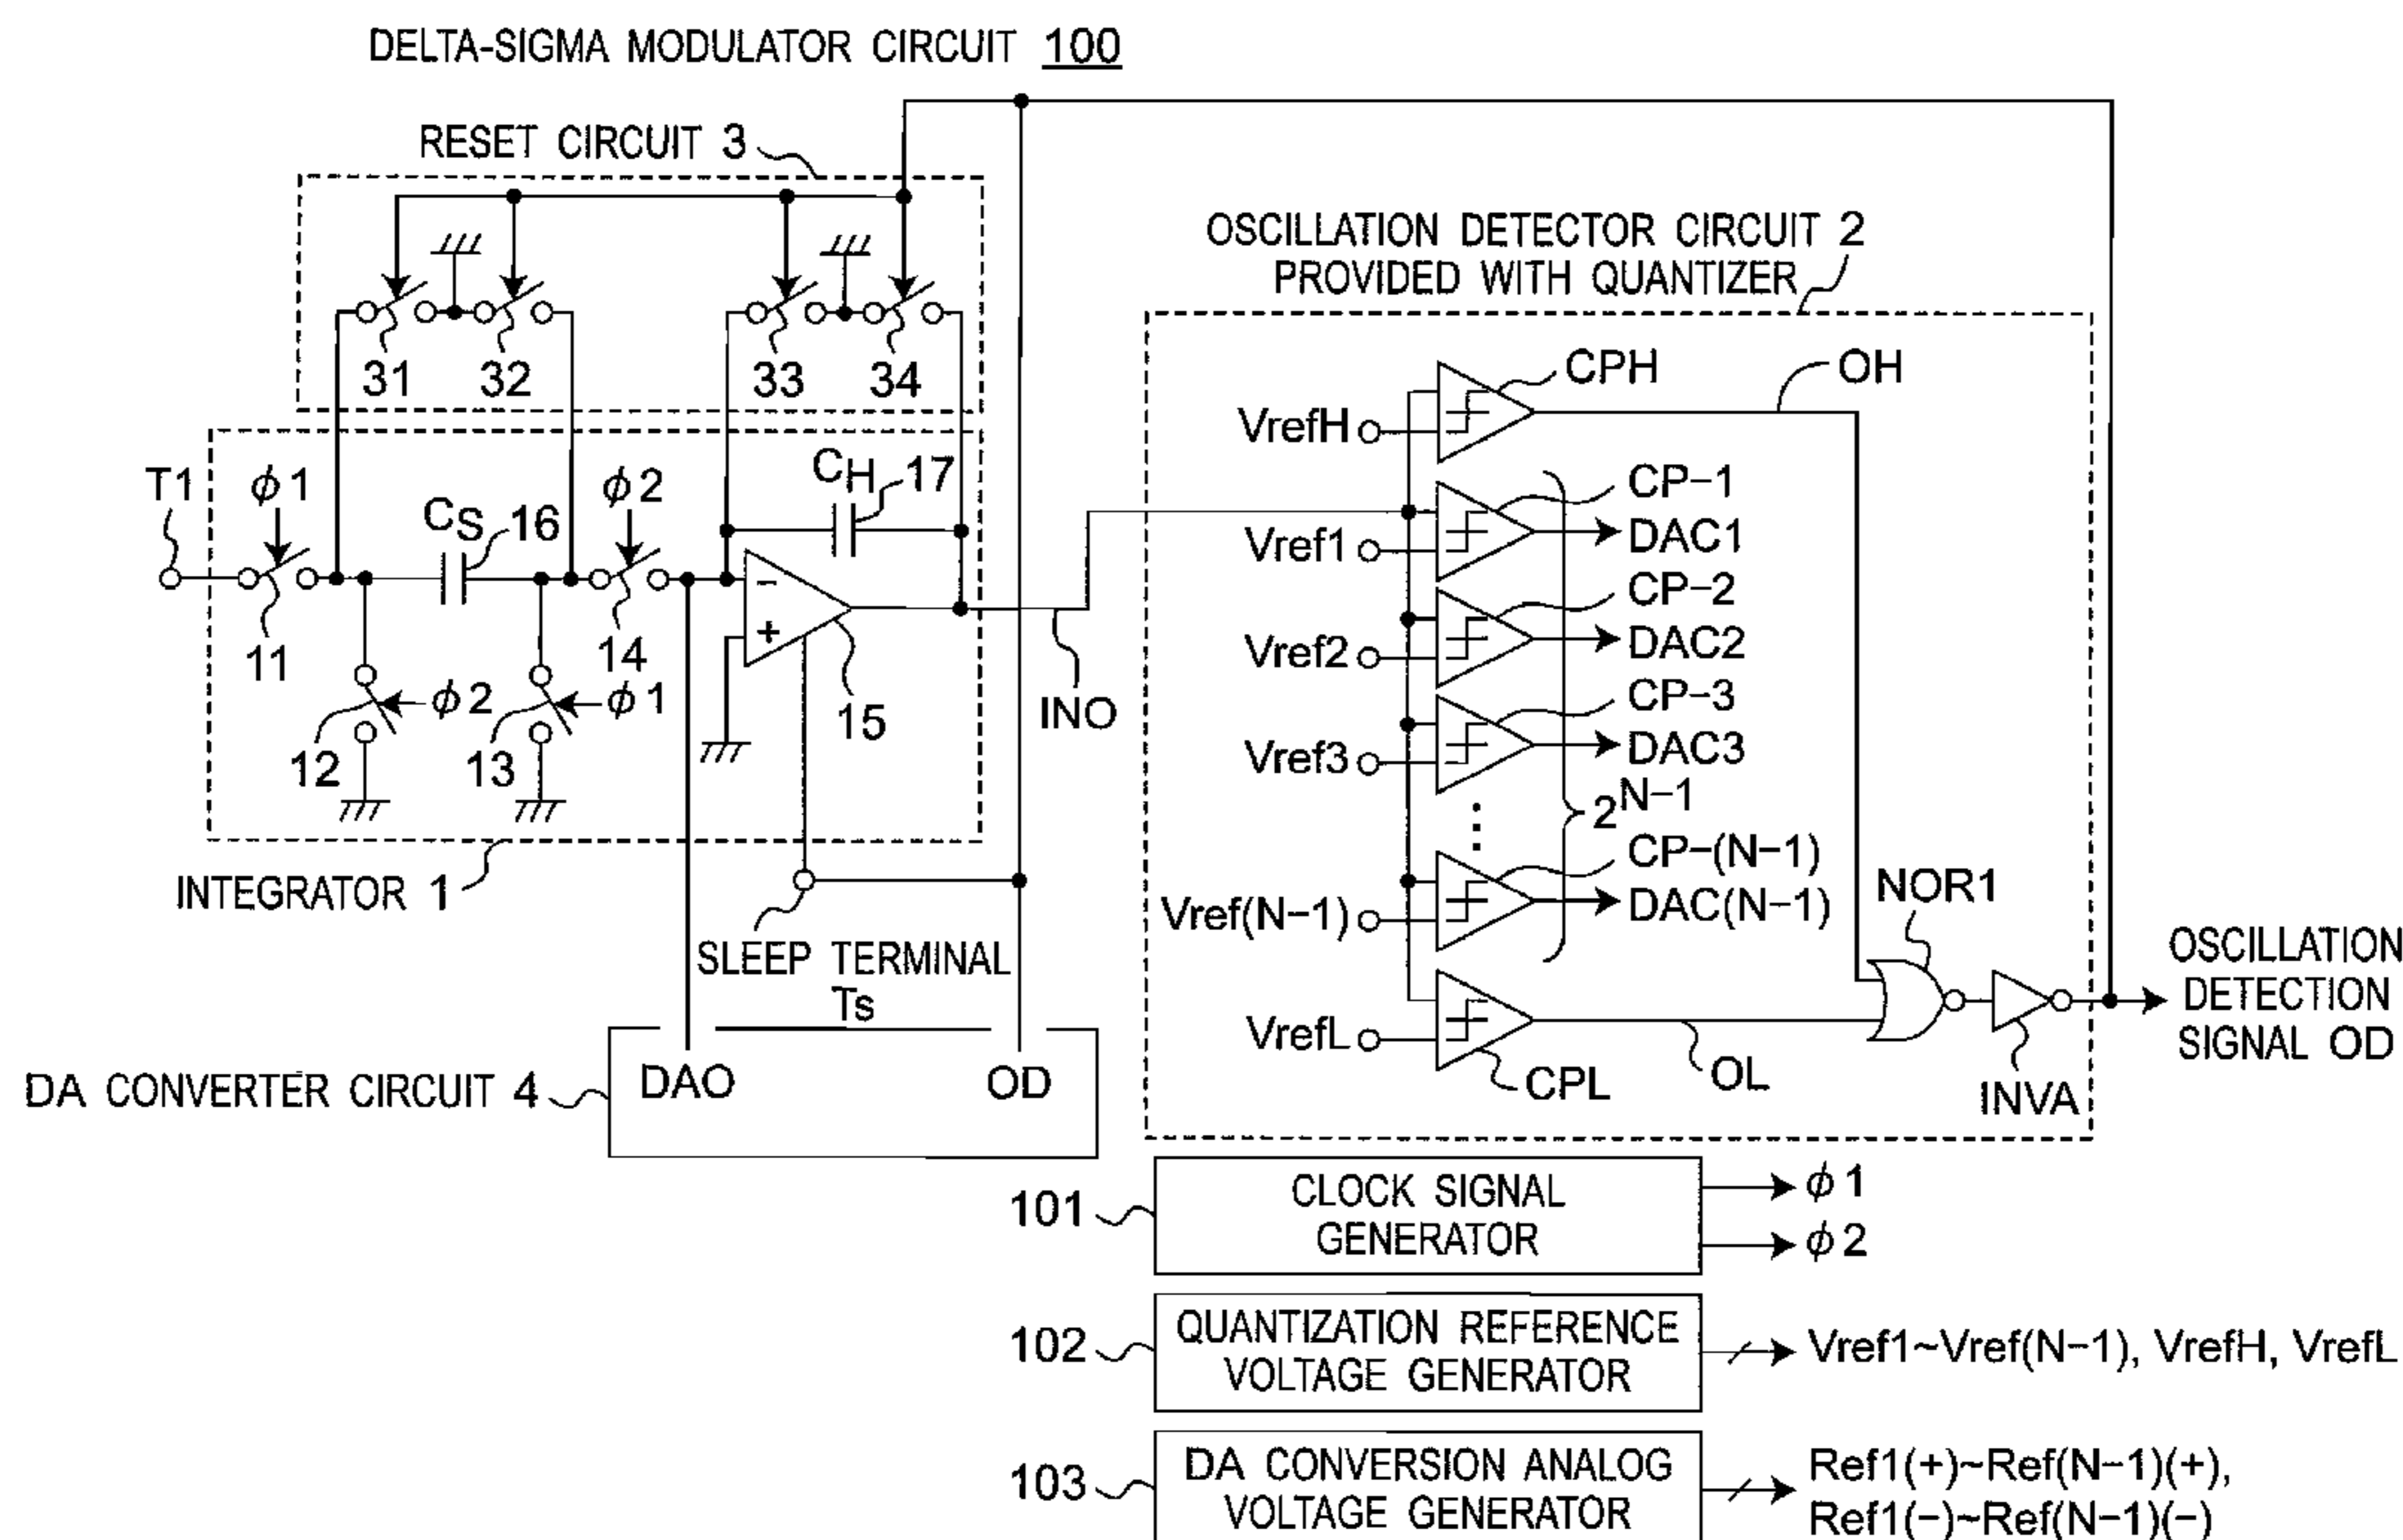 DELTA-SIGMA MODULATOR CIRCUIT 100
RESET CIRCUIT 3
31
32
33
34
OSCILLATION DETECTOR CIRCUIT 2
PROVIDED WITH QUANTIZER
T1
ϕ1
CS 16
ϕ2
CH 17
11
14
12
ϕ2
13
ϕ1
-
+
15
INO
INTEGRATOR 1
SLEEP TERMINAL
Ts
DA CONVERTER CIRCUIT 4
DAO
OD
VrefH
CPH
OH
Vref1
CP-1
DAC1
Vref2
CP-2
DAC2
Vref3
CP-3
DAC3
2N-1
Vref(N-1)
CP-(N-1)
DAC(N-1)
VrefL
CPL
OL
NOR1
INVA
OSCILLATION
DETECTION
SIGNAL OD
101
CLOCK SIGNAL
GENERATOR
ϕ1
ϕ2
102
QUANTIZATION REFERENCE
VOLTAGE GENERATOR
Vref1~Vref(N-1), VrefH, VrefL
103
DA CONVERSION ANALOG
VOLTAGE GENERATOR
Ref1(+)~Ref(N-1)(+),
Ref1(-)~Ref(N-1)(-)